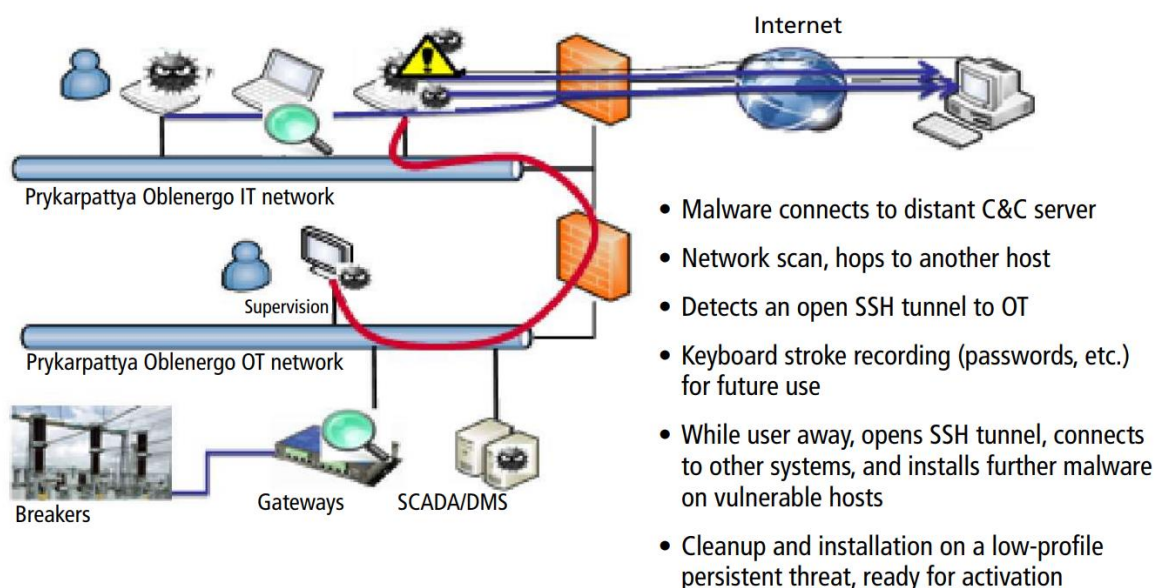 Internet
Prykarpattya Oblenergo IT network
Supervision
Prykarpattya Oblenergo OT network
Breakers
Gateways
SCADA/DMS
• Malware connects to distant C&C server
• Network scan, hops to another host
• Detects an open SSH tunnel to OT
• Keyboard stroke recording (passwords, etc.)
for future use
• While user away, opens SSH tunnel, connects
to other systems, and installs further malware
on vulnerable hosts
• Cleanup and installation on a low-profile
persistent threat, ready for activation